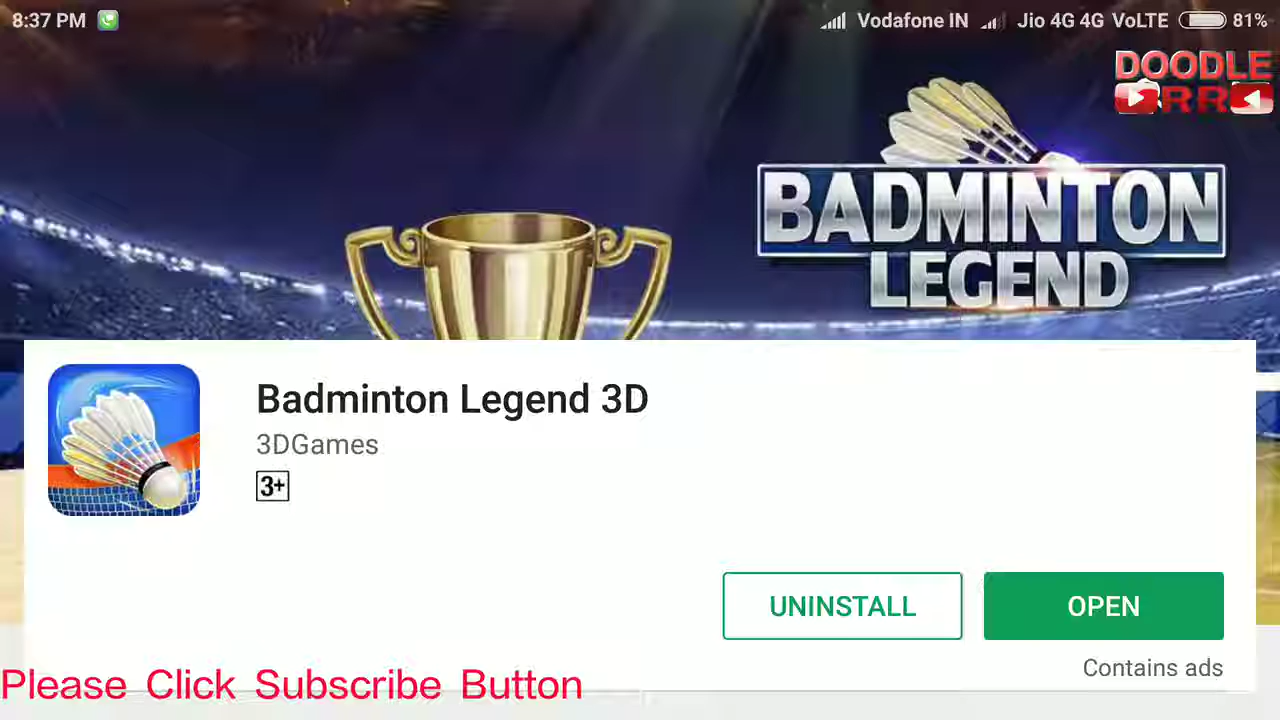 8:37 PM Vodafone IN Jio 4G 4G VoLTE 81%
DOODLE
RR
BADMINTON
LEGEND
Badminton Legend 3D
3DGames
3+
UNINSTALL OPEN
Contains ads
Please Click Subscribe Button